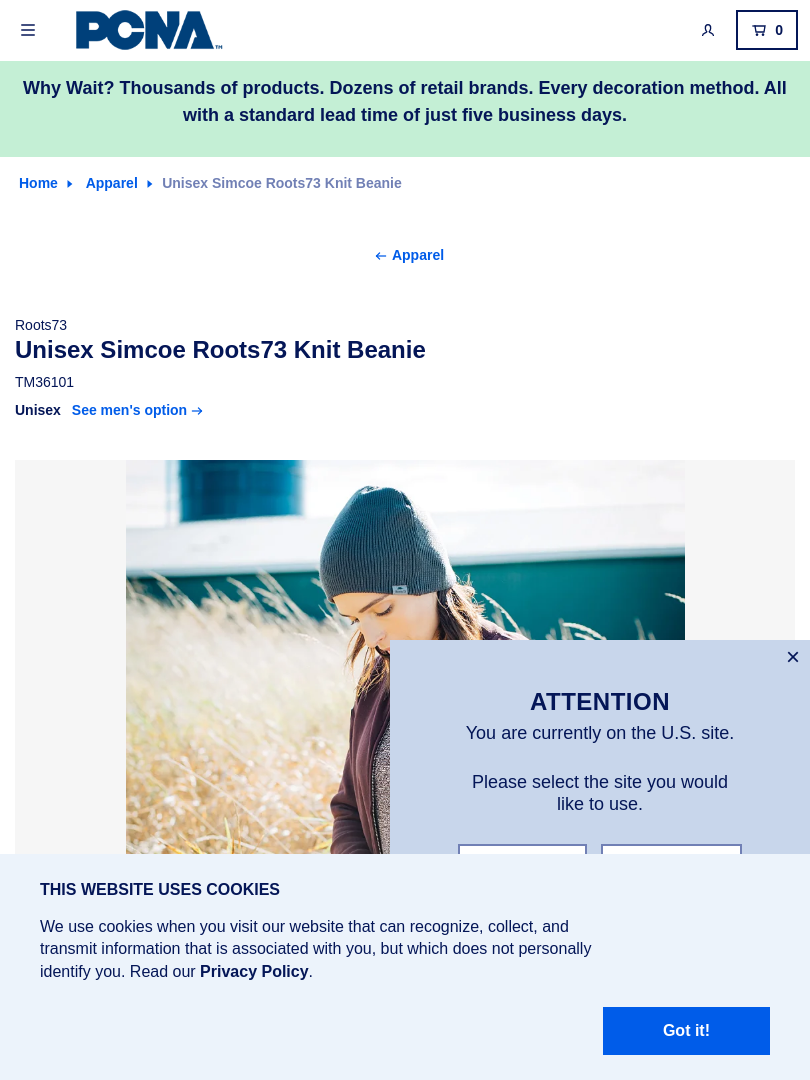 PCNA™
0
Why Wait? Thousands of products. Dozens of retail brands. Every decoration method. All
with a standard lead time of just five business days.
Home Apparel Unisex Simcoe Roots73 Knit Beanie
← Apparel
Roots73
Unisex Simcoe Roots73 Knit Beanie
TM36101
Unisex See men's option →
ATTENTION
You are currently on the U.S. site.
Please select the site you would
like to use.
THIS WEBSITE USES COOKIES
We use cookies when you visit our website that can recognize, collect, and
transmit information that is associated with you, but which does not personally
identify you. Read our Privacy Policy.
Got it!